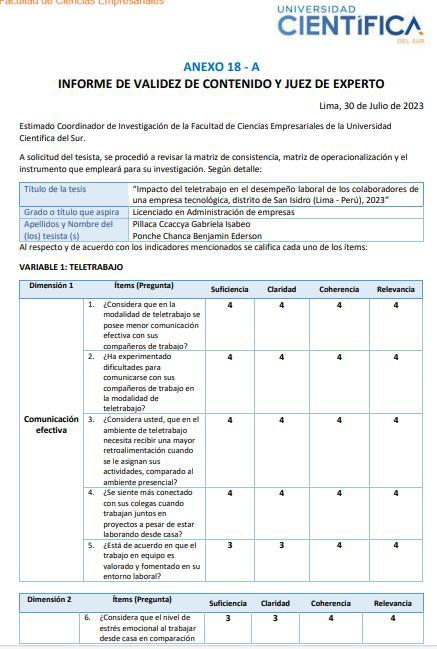 Facultad de Ciencias Empresariales
UNIVERSIDAD
CIENTÍFICA
DEL SUR
ANEXO 18 - A
INFORME DE VALIDEZ DE CONTENIDO Y JUEZ DE EXPERTO
Lima, 30 de Julio de 2023
Estimado Coordinador de Investigación de la Facultad de Ciencias Empresariales de la Universidad
Científica del Sur.
A solicitud del tesista, se procedió a revisar la matriz de consistencia, matriz de operacionalización y el
instrumento que empleará para su investigación. Según detalle:
Título de la tesis "Impacto del teletrabajo en el desempeño laboral de los colaboradores de
una empresa tecnológica, distrito de San Isidro (Lima - Perú), 2023"
Grado o título que aspira Licenciado en Administración de empresas
Apellidos y Nombre del Pillaca Ccaccya Gabriela Isabeo
(los) tesista (s) Ponche Chanca Benjamin Ederson
Al respecto y de acuerdo con los indicadores mencionados se califica cada uno de los ítems:
VARIABLE 1: TELETRABAJO
Dimensión 1 Ítems (Pregunta) Suficiencia Claridad Coherencia Relevancia
1. ¿Considera que en la 4 4 4 4
modalidad de teletrabajo se
posee menor comunicación
efectiva con sus
compañeros de trabajo?
2. ¿Ha experimentado 4 4 4 4
dificultades para
comunicarse con sus
compañeros de trabajo en
la modalidad de
teletrabajo?
Comunicación
efectiva
3. ¿Considera usted, que en el 4 4 4 4
ambiente de teletrabajo
necesita recibir una mayor
retroalimentación cuando
se le asignan sus
actividades, comparado al
ambiente presencial?
4. ¿Se siente más conectado 4 4 4 4
con sus colegas cuando
trabajan juntos en
proyectos a pesar de estar
laborando desde casa?
5. ¿Está de acuerdo en que el 3 3 4 4
trabajo en equipo es
valorado y fomentado en su
entorno laboral?
Dimensión 2 Ítems (Pregunta) Suficiencia Claridad Coherencia Relevancia
6. ¿Considera que el nivel de 3 3 4 4
estrés emocional al trabajar
desde casa en comparación